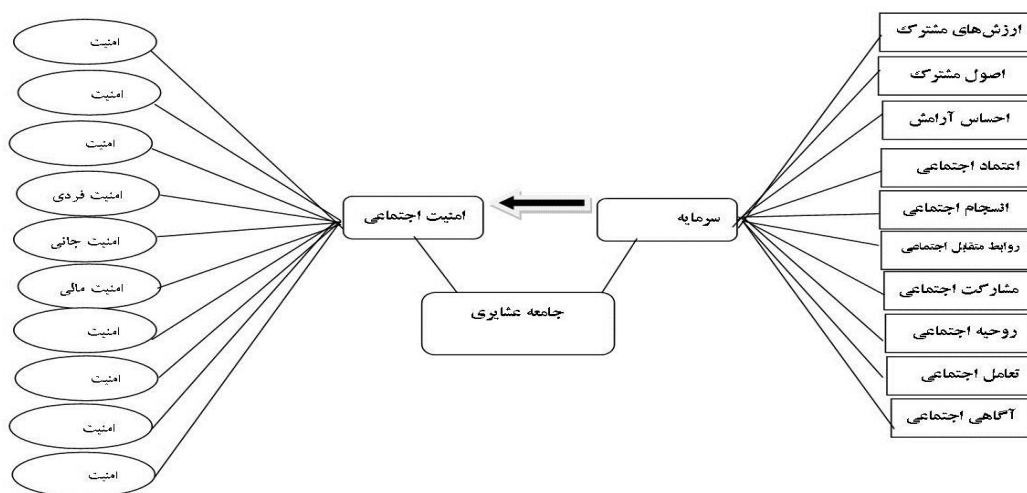 ارزش‌های مشترک
اصول مشترک
احساس آرامش
اعتماد اجتماعی
انسجام اجتماعی
روابط متقابل اجتماعی
مشارکت اجتماعی
روحیه اجتماعی
تعامل اجتماعی
آگاهی اجتماعی
سرمایه
امنیت اجتماعی
جامعه عشایری
امنیت
امنیت
امنیت
امنیت فردی
امنیت جانی
امنیت مالی
امنیت
امنیت
امنیت
امنیت